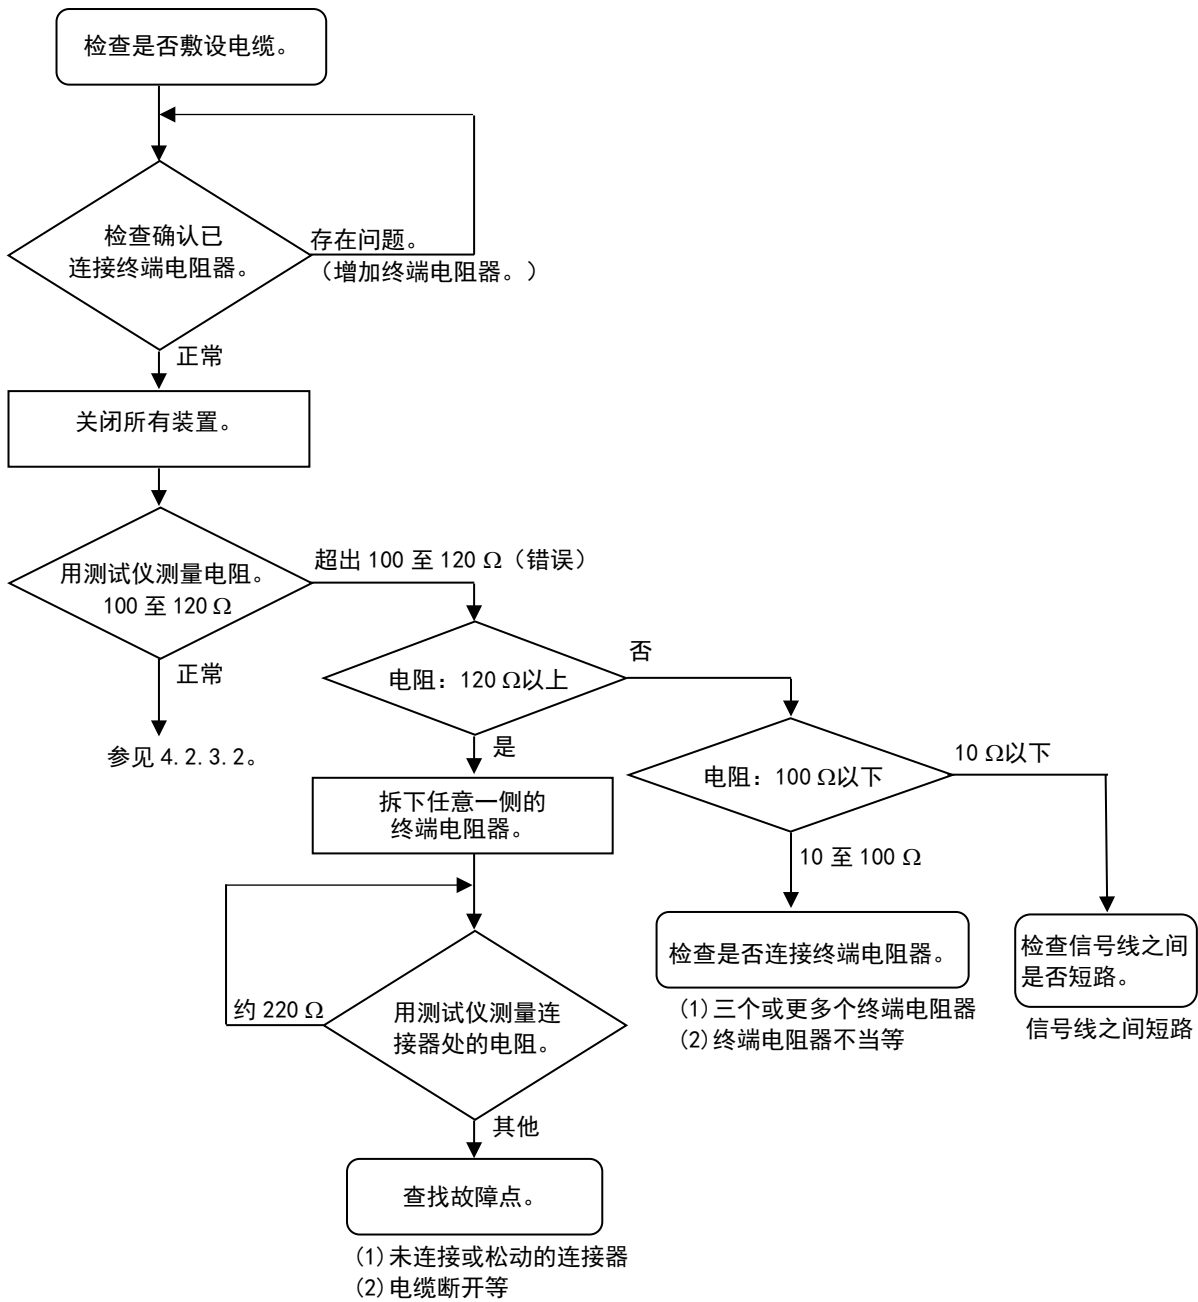 检查是否敷设电缆。
检查确认已
连接终端电阻器。
存在问题。
（增加终端电阻器。）
正常
关闭所有装置。
用测试仪测量电阻。
100 至 120 Ω
超出 100 至 120 Ω（错误）
正常
参见 4.2.3.2。
电阻：120 Ω以上
否
是
电阻：100 Ω以下
10 Ω以下
拆下任意一侧的
终端电阻器。
10 至 100 Ω
检查是否连接终端电阻器。
(1)三个或更多个终端电阻器
(2)终端电阻器不当等
检查信号线之间
是否短路。
信号线之间短路
约 220 Ω
用测试仪测量连
接器处的电阻。
其他
查找故障点。
(1)未连接或松动的连接器
(2)电缆断开等